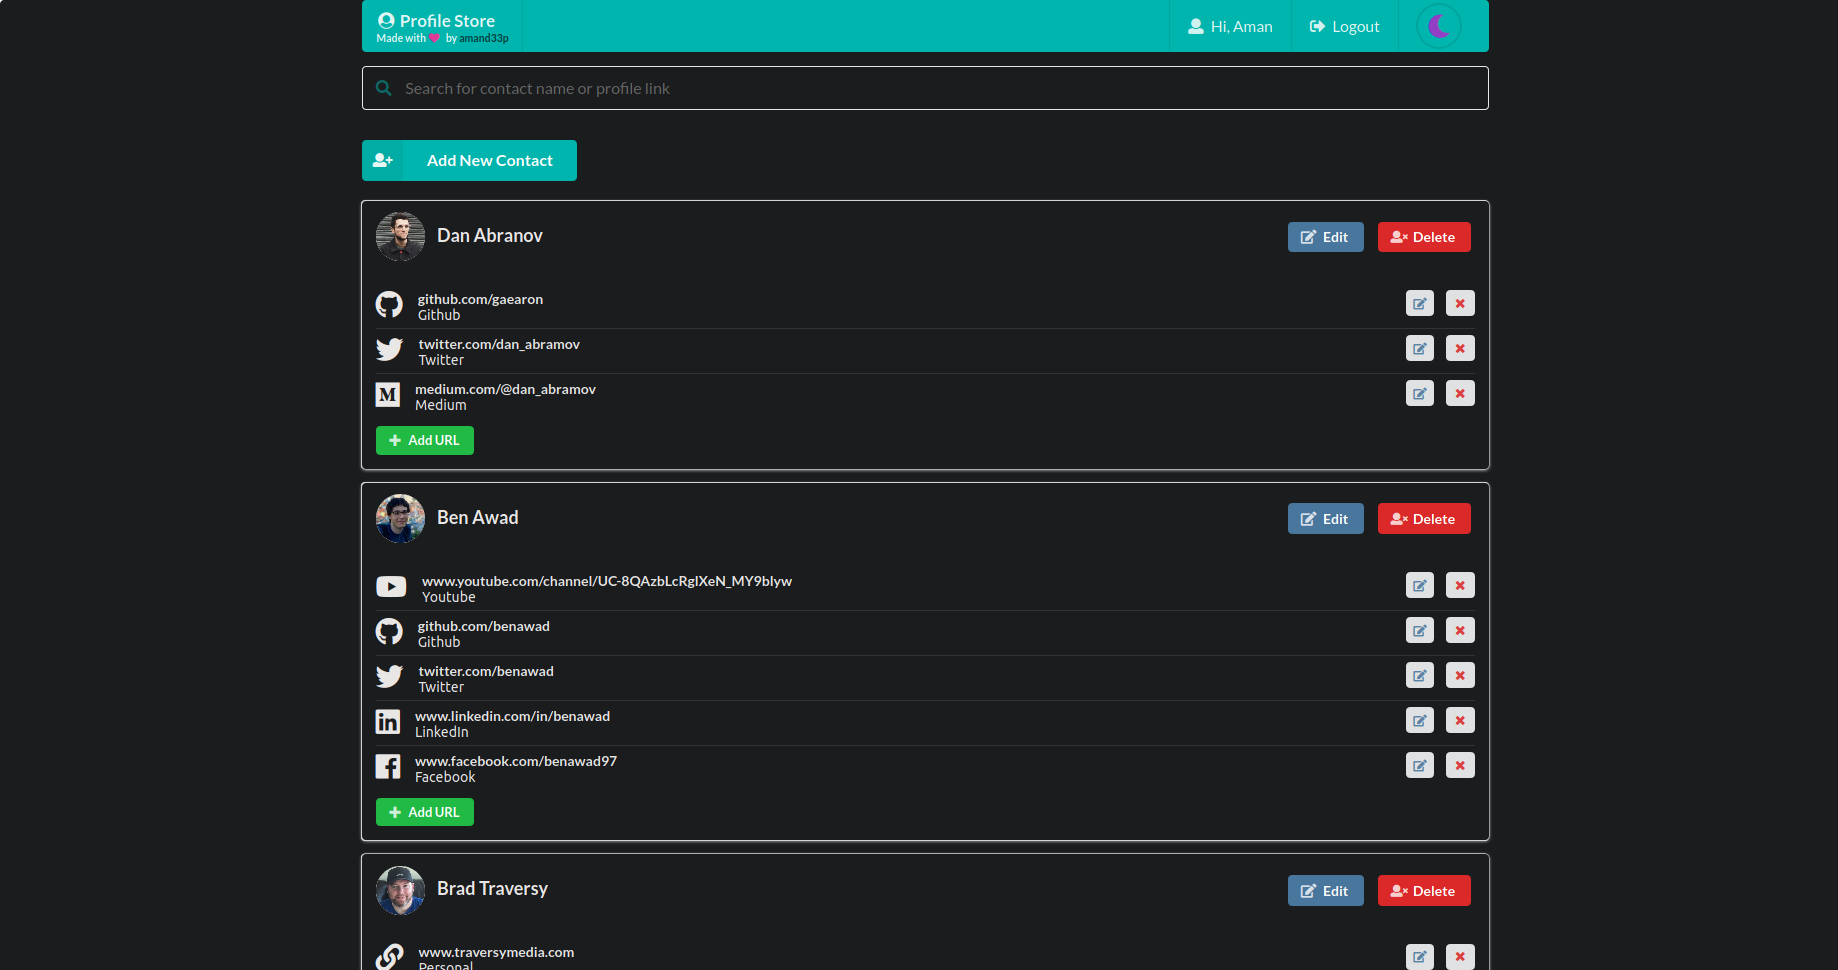 Profile Store
Made with by amand33p
Hi, Aman
Logout
Search for contact name or profile link
Add New Contact
Dan Abranov
Edit
Delete
github.com/gaearon
Github
twitter.com/dan_abramov
Twitter
M
medium.com/@dan_abramov
Medium
Add URL
Ben Awad
Edit
Delete
www.youtube.com/channel/UC-8QAzbLcRglXeN_MY9blyw
Youtube
github.com/benawad
Github
twitter.com/benawad
Twitter
in
www.linkedin.com/in/benawad
LinkedIn
f
www.facebook.com/benawad97
Facebook
Add URL
Brad Traversy
Edit
Delete
www.traversymedia.com
Personal